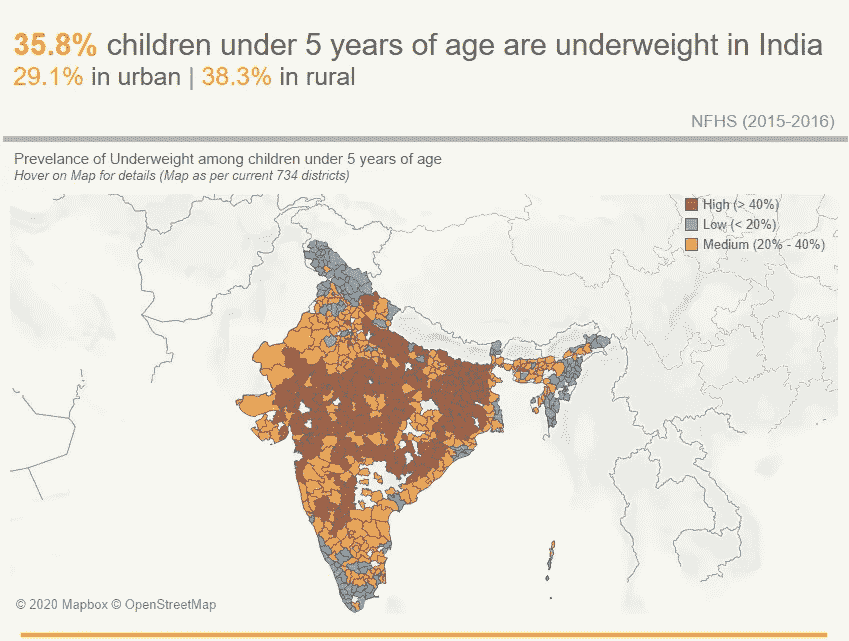 35.8% children under 5 years of age are underweight in India
29.1% in urban | 38.3% in rural
NFHS (2015-2016)
Prevelance of Underweight among children under 5 years of age
Hover on Map for details (Map as per current 734 districts)
High (> 40%)
Low (< 20%)
Medium (20% - 40%)
© 2020 Mapbox © OpenStreetMap